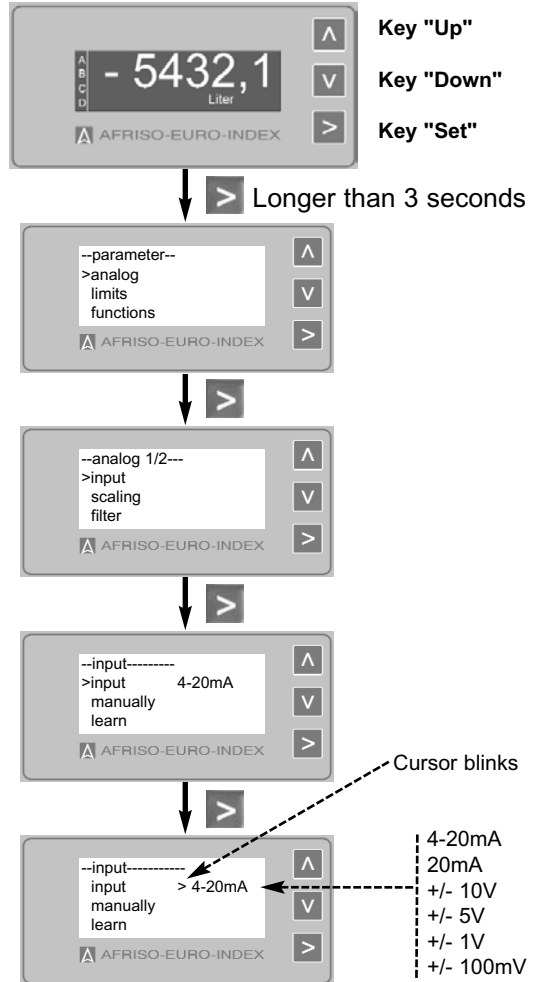 Key "Up"
A
B
C
D
- 5432,1
Liter
Key "Down"
AFRISO-EURO-INDEX
Key "Set"
> Longer than 3 seconds
--parameter--
>analog
limits
functions
AFRISO-EURO-INDEX
>
--analog 1/2---
>input
scaling
filter
AFRISO-EURO-INDEX
>
--input---------
>input 4-20mA
manually
learn
AFRISO-EURO-INDEX
>
Cursor blinks
--input-----------
input > 4-20mA
manually
learn
AFRISO-EURO-INDEX
4-20mA
20mA
+/- 10V
+/- 5V
+/- 1V
+/- 100mV